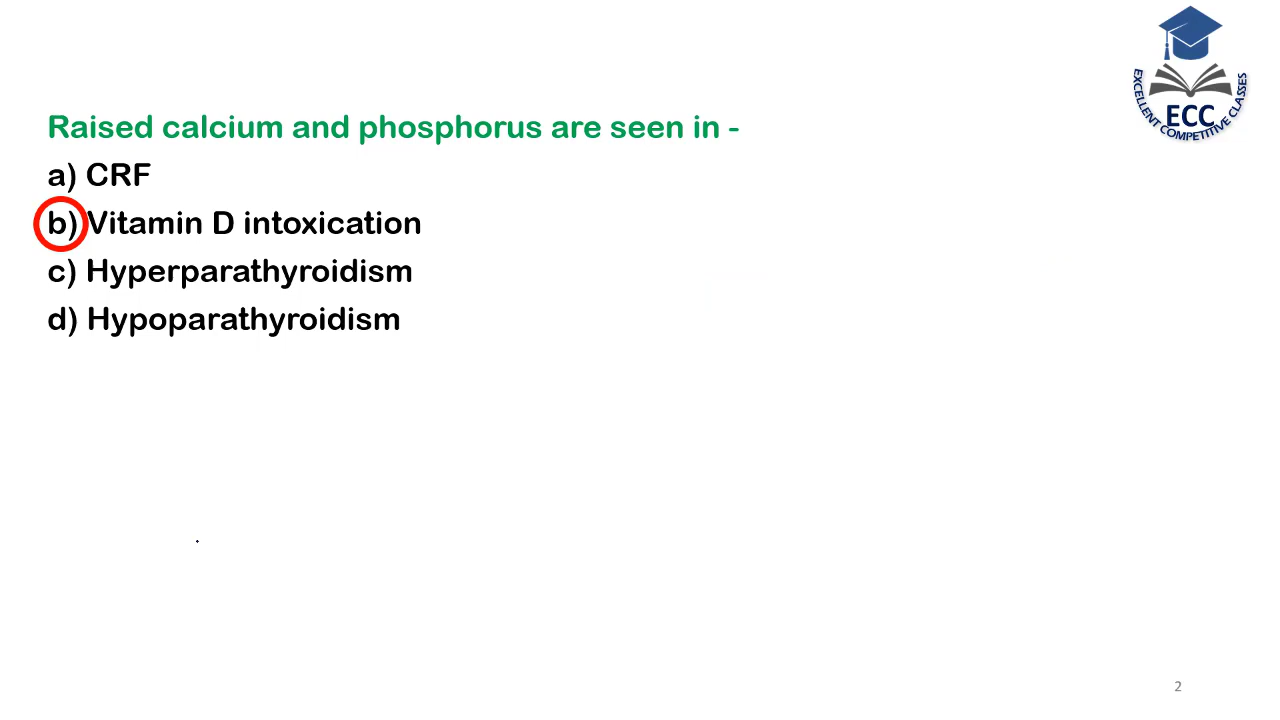 Raised calcium and phosphorus are seen in -
a) CRF
b) Vitamin D intoxication
c) Hyperparathyroidism
d) Hypoparathyroidism
ECC
EXCELLENT COMPETITIVE CLASSES
2